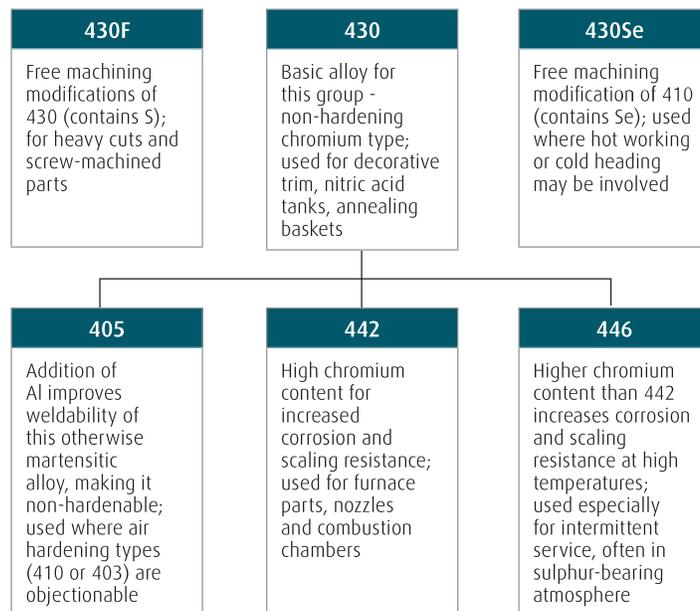 430F
Free machining
modifications of
430 (contains S);
for heavy cuts and
screw-machined
parts
430
Basic alloy for
this group -
non-hardening
chromium type;
used for decorative
trim, nitric acid
tanks, annealing
baskets
430Se
Free machining
modification of 410
(contains Se); used
where hot working
or cold heading
may be involved
405
Addition of
Al improves
weldability of
this otherwise
martensitic
alloy, making it
non-hardenable;
used where air
hardening types
(410 or 403) are
objectionable
442
High chromium
content for
increased
corrosion and
scaling resistance;
used for furnace
parts, nozzles
and combustion
chambers
446
Higher chromium
content than 442
increases corrosion
and scaling
resistance at high
temperatures;
used especially
for intermittent
service, often in
sulphur-bearing
atmosphere